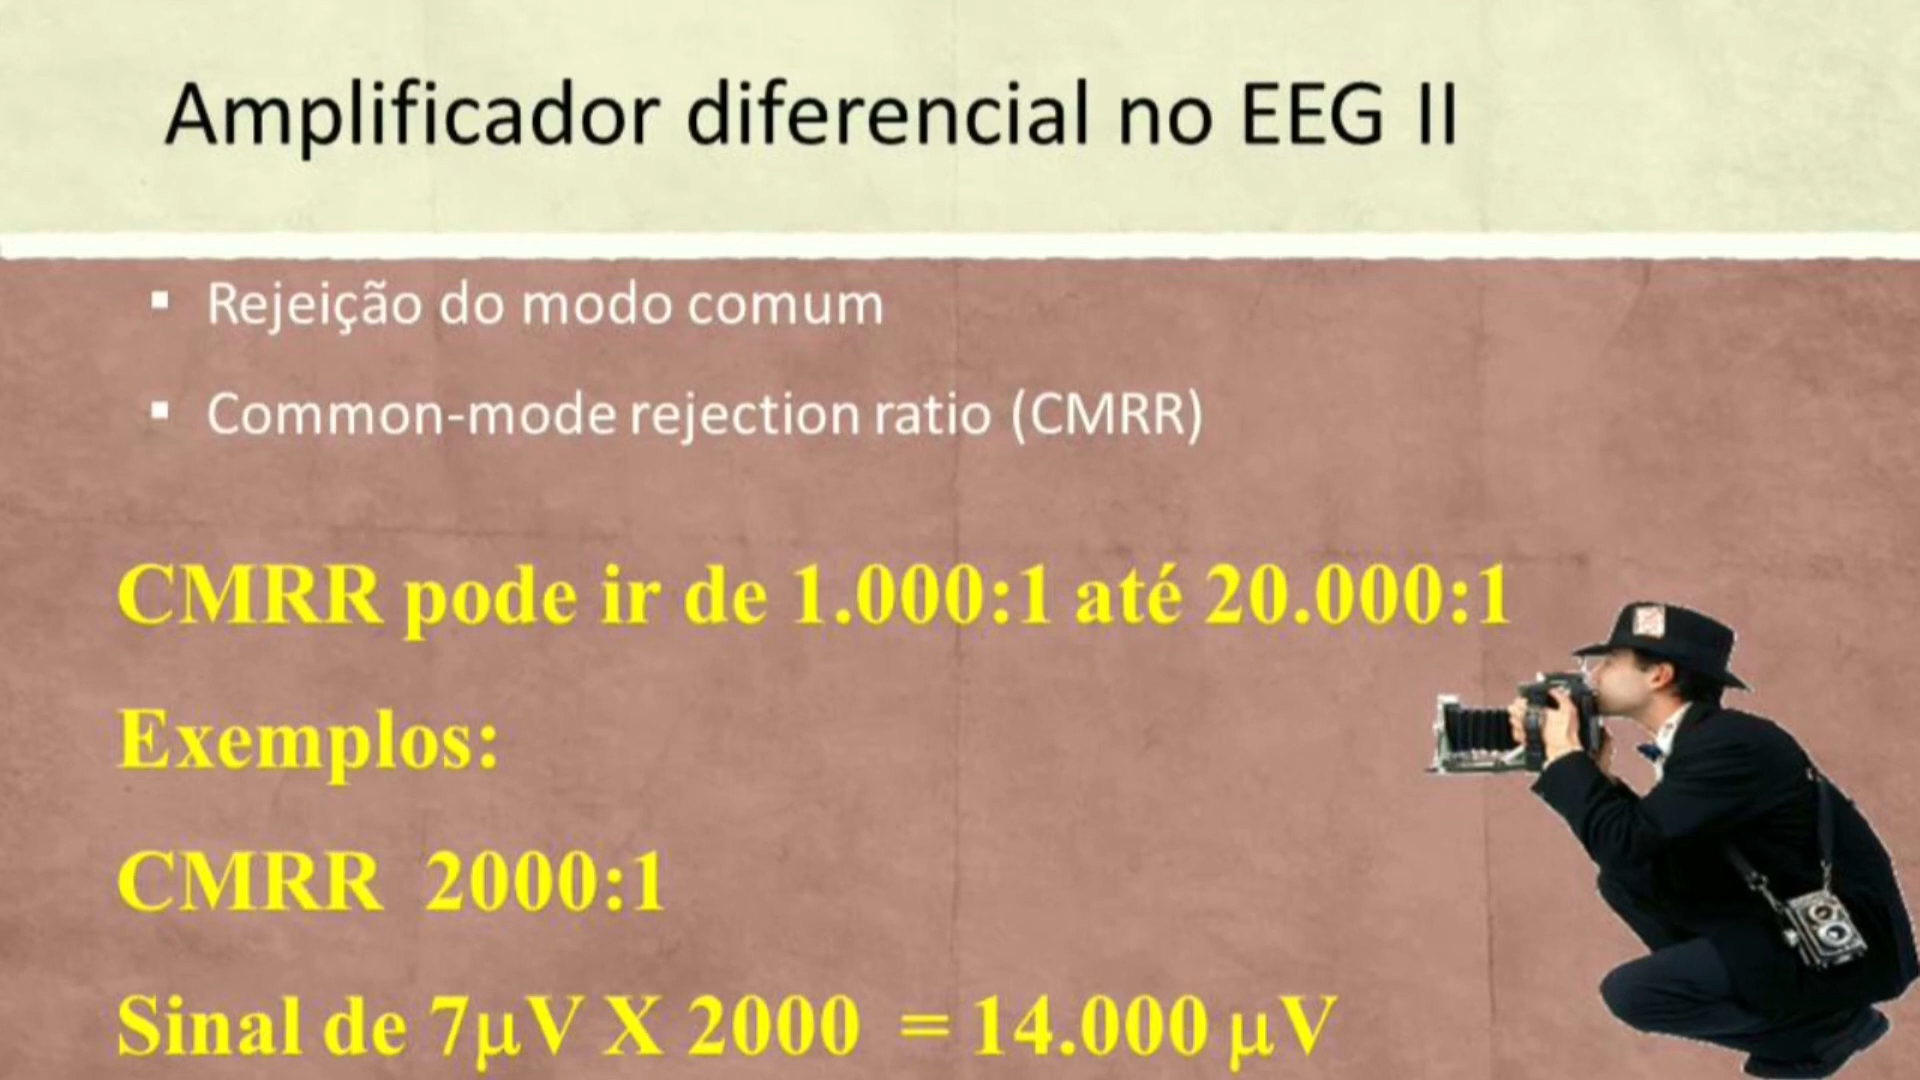 Amplificador diferencial no EEG II
▪ Rejeição do modo comum
▪ Common-mode rejection ratio (CMRR)
CMRR pode ir de 1.000:1 até 20.000:1
Exemplos:
CMRR 2000:1
Sinal de 7μV X 2000 = 14.000 μV